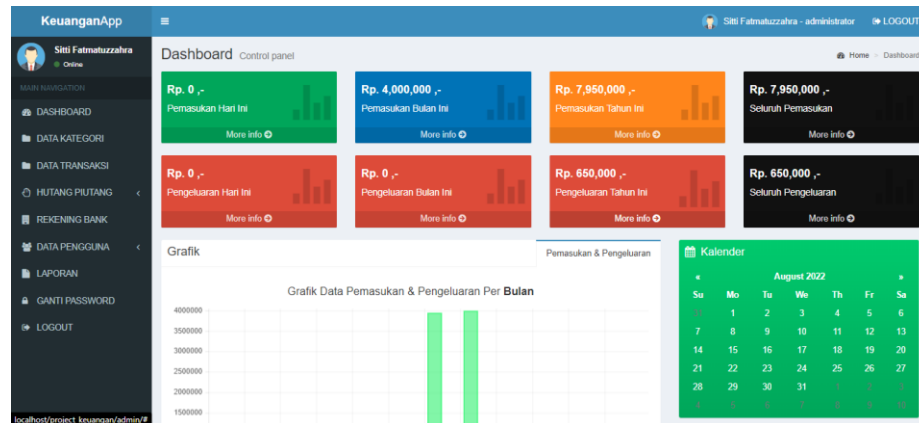 KeuanganApp
Sitti Fatmatuzzahra - administrator
LOGOUT
Sitti Fatmatuzzahra
Online
MAIN NAVIGATION
DASHBOARD
DATA KATEGORI
DATA TRANSAKSI
HUTANG PIUTANG
REKENING BANK
DATA PENGGUNA
LAPORAN
GANTI PASSWORD
LOGOUT
localhost/project_keuangan/admin/#
Dashboard Control panel
Home > Dashboard
Rp. 0 ,-
Pemasukan Hari Ini
More info
Rp. 4,000,000 ,-
Pemasukan Bulan Ini
More info
Rp. 7,950,000 ,-
Pemasukan Tahun Ini
More info
Rp. 7,950,000 ,-
Seluruh Pemasukan
More info
Rp. 0 ,-
Pengeluaran Hari Ini
More info
Rp. 0 ,-
Pengeluaran Bulan Ini
More info
Rp. 650,000 ,-
Pengeluaran Tahun Ini
More info
Rp. 650,000 ,-
Seluruh Pengeluaran
More info
Grafik
Pemasukan & Pengeluaran
Grafik Data Pemasukan & Pengeluaran Per Bulan
4000000
3500000
3000000
2500000
2000000
1500000
Kalender
« August 2022 »
Su Mo Tu We Th Fr Sa
1 2 3 4 5 6
7 8 9 10 11 12 13
14 15 16 17 18 19 20
21 22 23 24 25 26 27
28 29 30 31